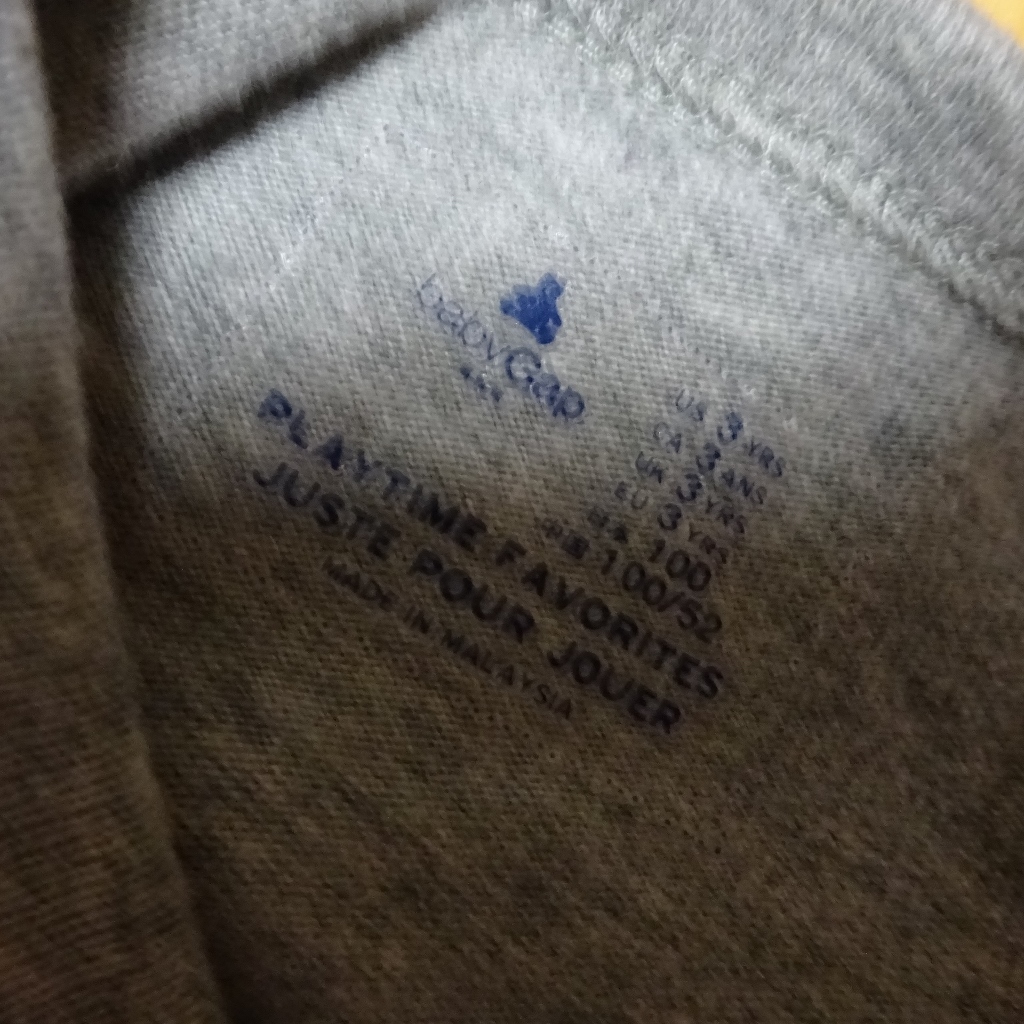 babyGap
US 3 YRS
CA 3 ANS
UK 3 YRS
EU 3 YRS
100
100/52
PLAYTIME FAVORITES
JUSTE POUR JOUER
MADE IN MALAYSIA